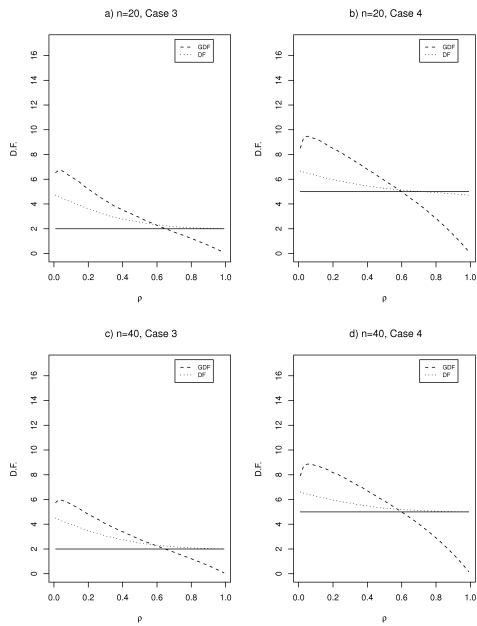 a) n=20, Case 3
GDF
DF
D.F.
0 2 4 6 8 10 12 14 16
0.0 0.2 0.4 0.6 0.8 1.0
ρ
b) n=20, Case 4
GDF
DF
D.F.
0 2 4 6 8 10 12 14 16
0.0 0.2 0.4 0.6 0.8 1.0
ρ
c) n=40, Case 3
GDF
DF
D.F.
0 2 4 6 8 10 12 14 16
0.0 0.2 0.4 0.6 0.8 1.0
ρ
d) n=40, Case 4
GDF
DF
D.F.
0 2 4 6 8 10 12 14 16
0.0 0.2 0.4 0.6 0.8 1.0
ρ